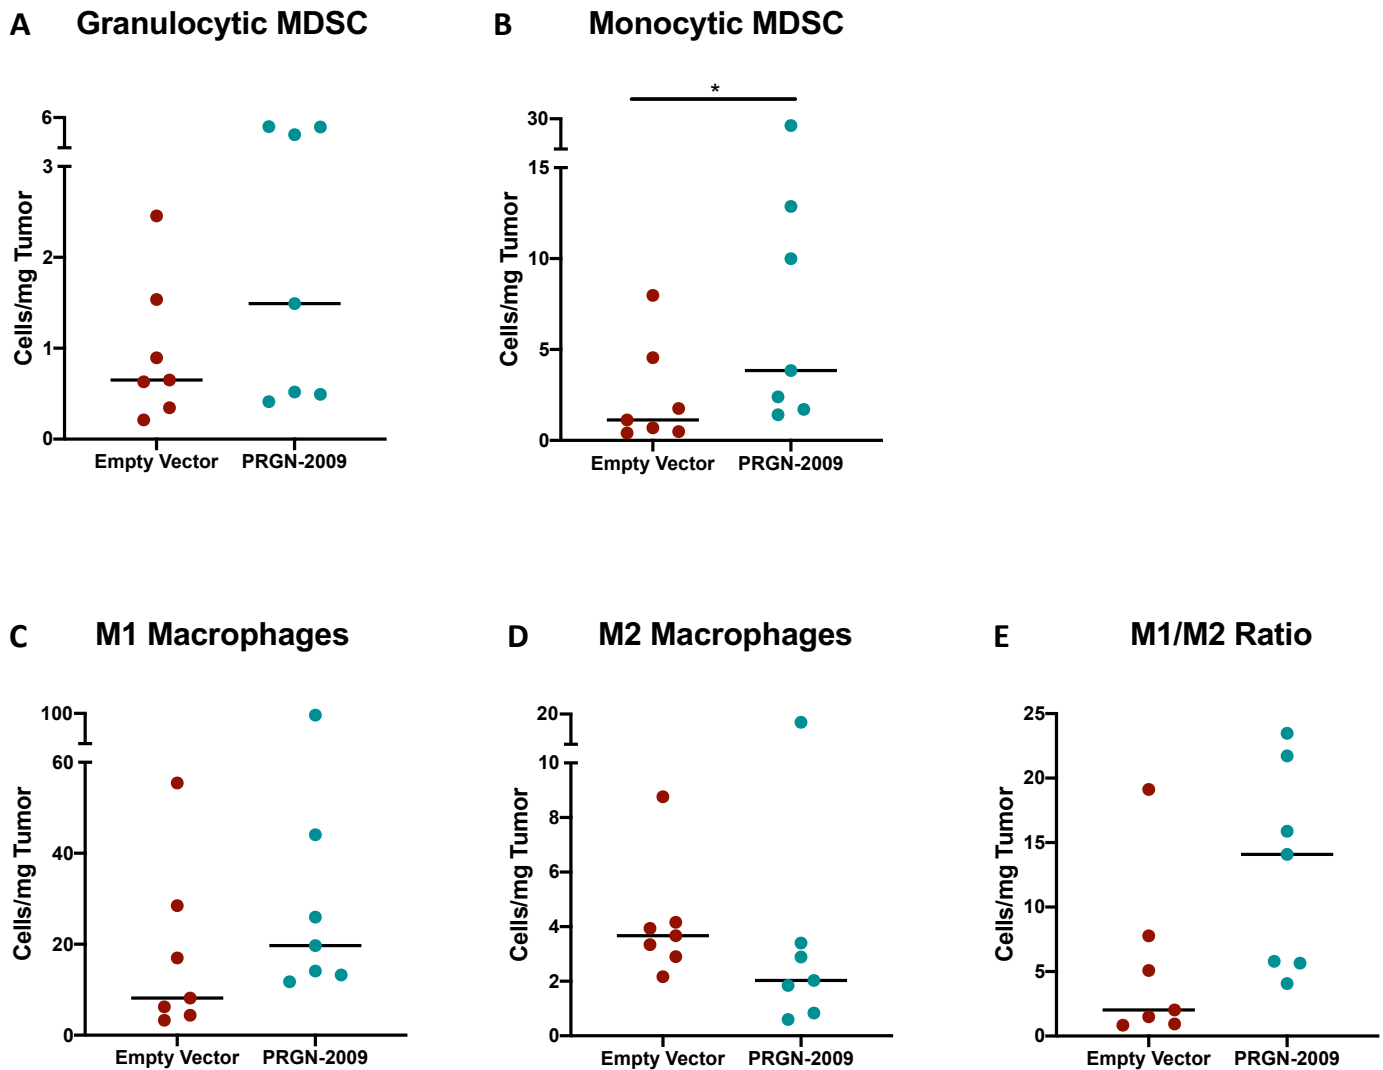 A Granulocytic MDSC
Cells/mg Tumor
6
3
2
1
0
Empty Vector PRGN-2009
B Monocytic MDSC
*
Cells/mg Tumor
30
15
10
5
0
Empty Vector PRGN-2009
C M1 Macrophages
Cells/mg Tumor
100
60
40
20
0
Empty Vector PRGN-2009
D M2 Macrophages
Cells/mg Tumor
20
10
8
6
4
2
0
Empty Vector PRGN-2009
E M1/M2 Ratio
Cells/mg Tumor
25
20
15
10
5
0
Empty Vector PRGN-2009